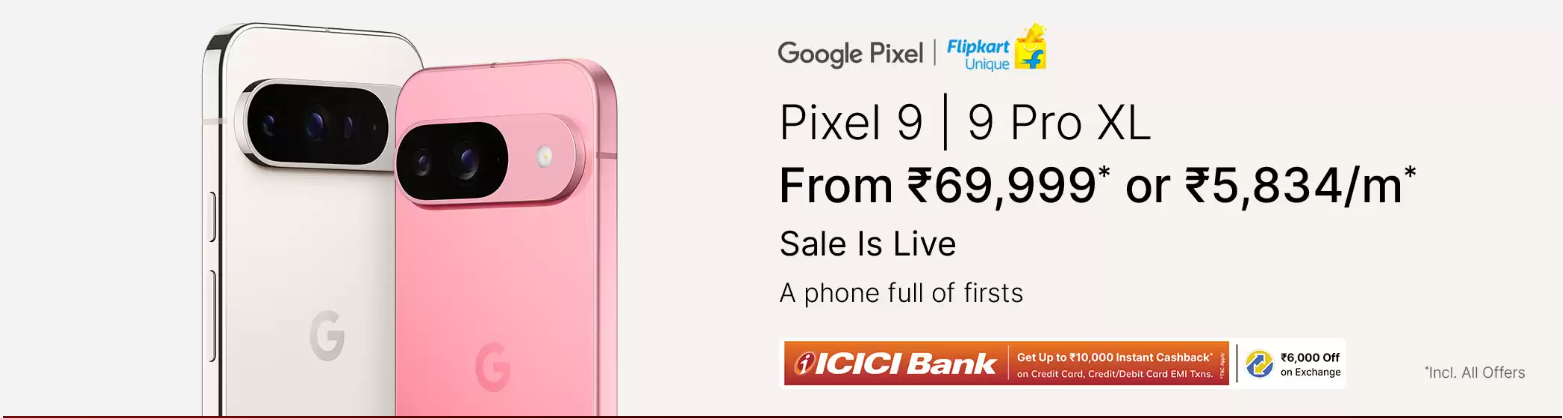 Google Pixel | Flipkart Unique
Pixel 9 | 9 Pro XL
From ₹69,999* or ₹5,834/m*
Sale Is Live
A phone full of firsts
ICICI Bank
Get Up to ₹10,000 Instant Cashback*
on Credit Card, Credit/Debit Card EMI Txns.
*T&C Apply
₹6,000 Off
on Exchange
*Incl. All Offers
G
G